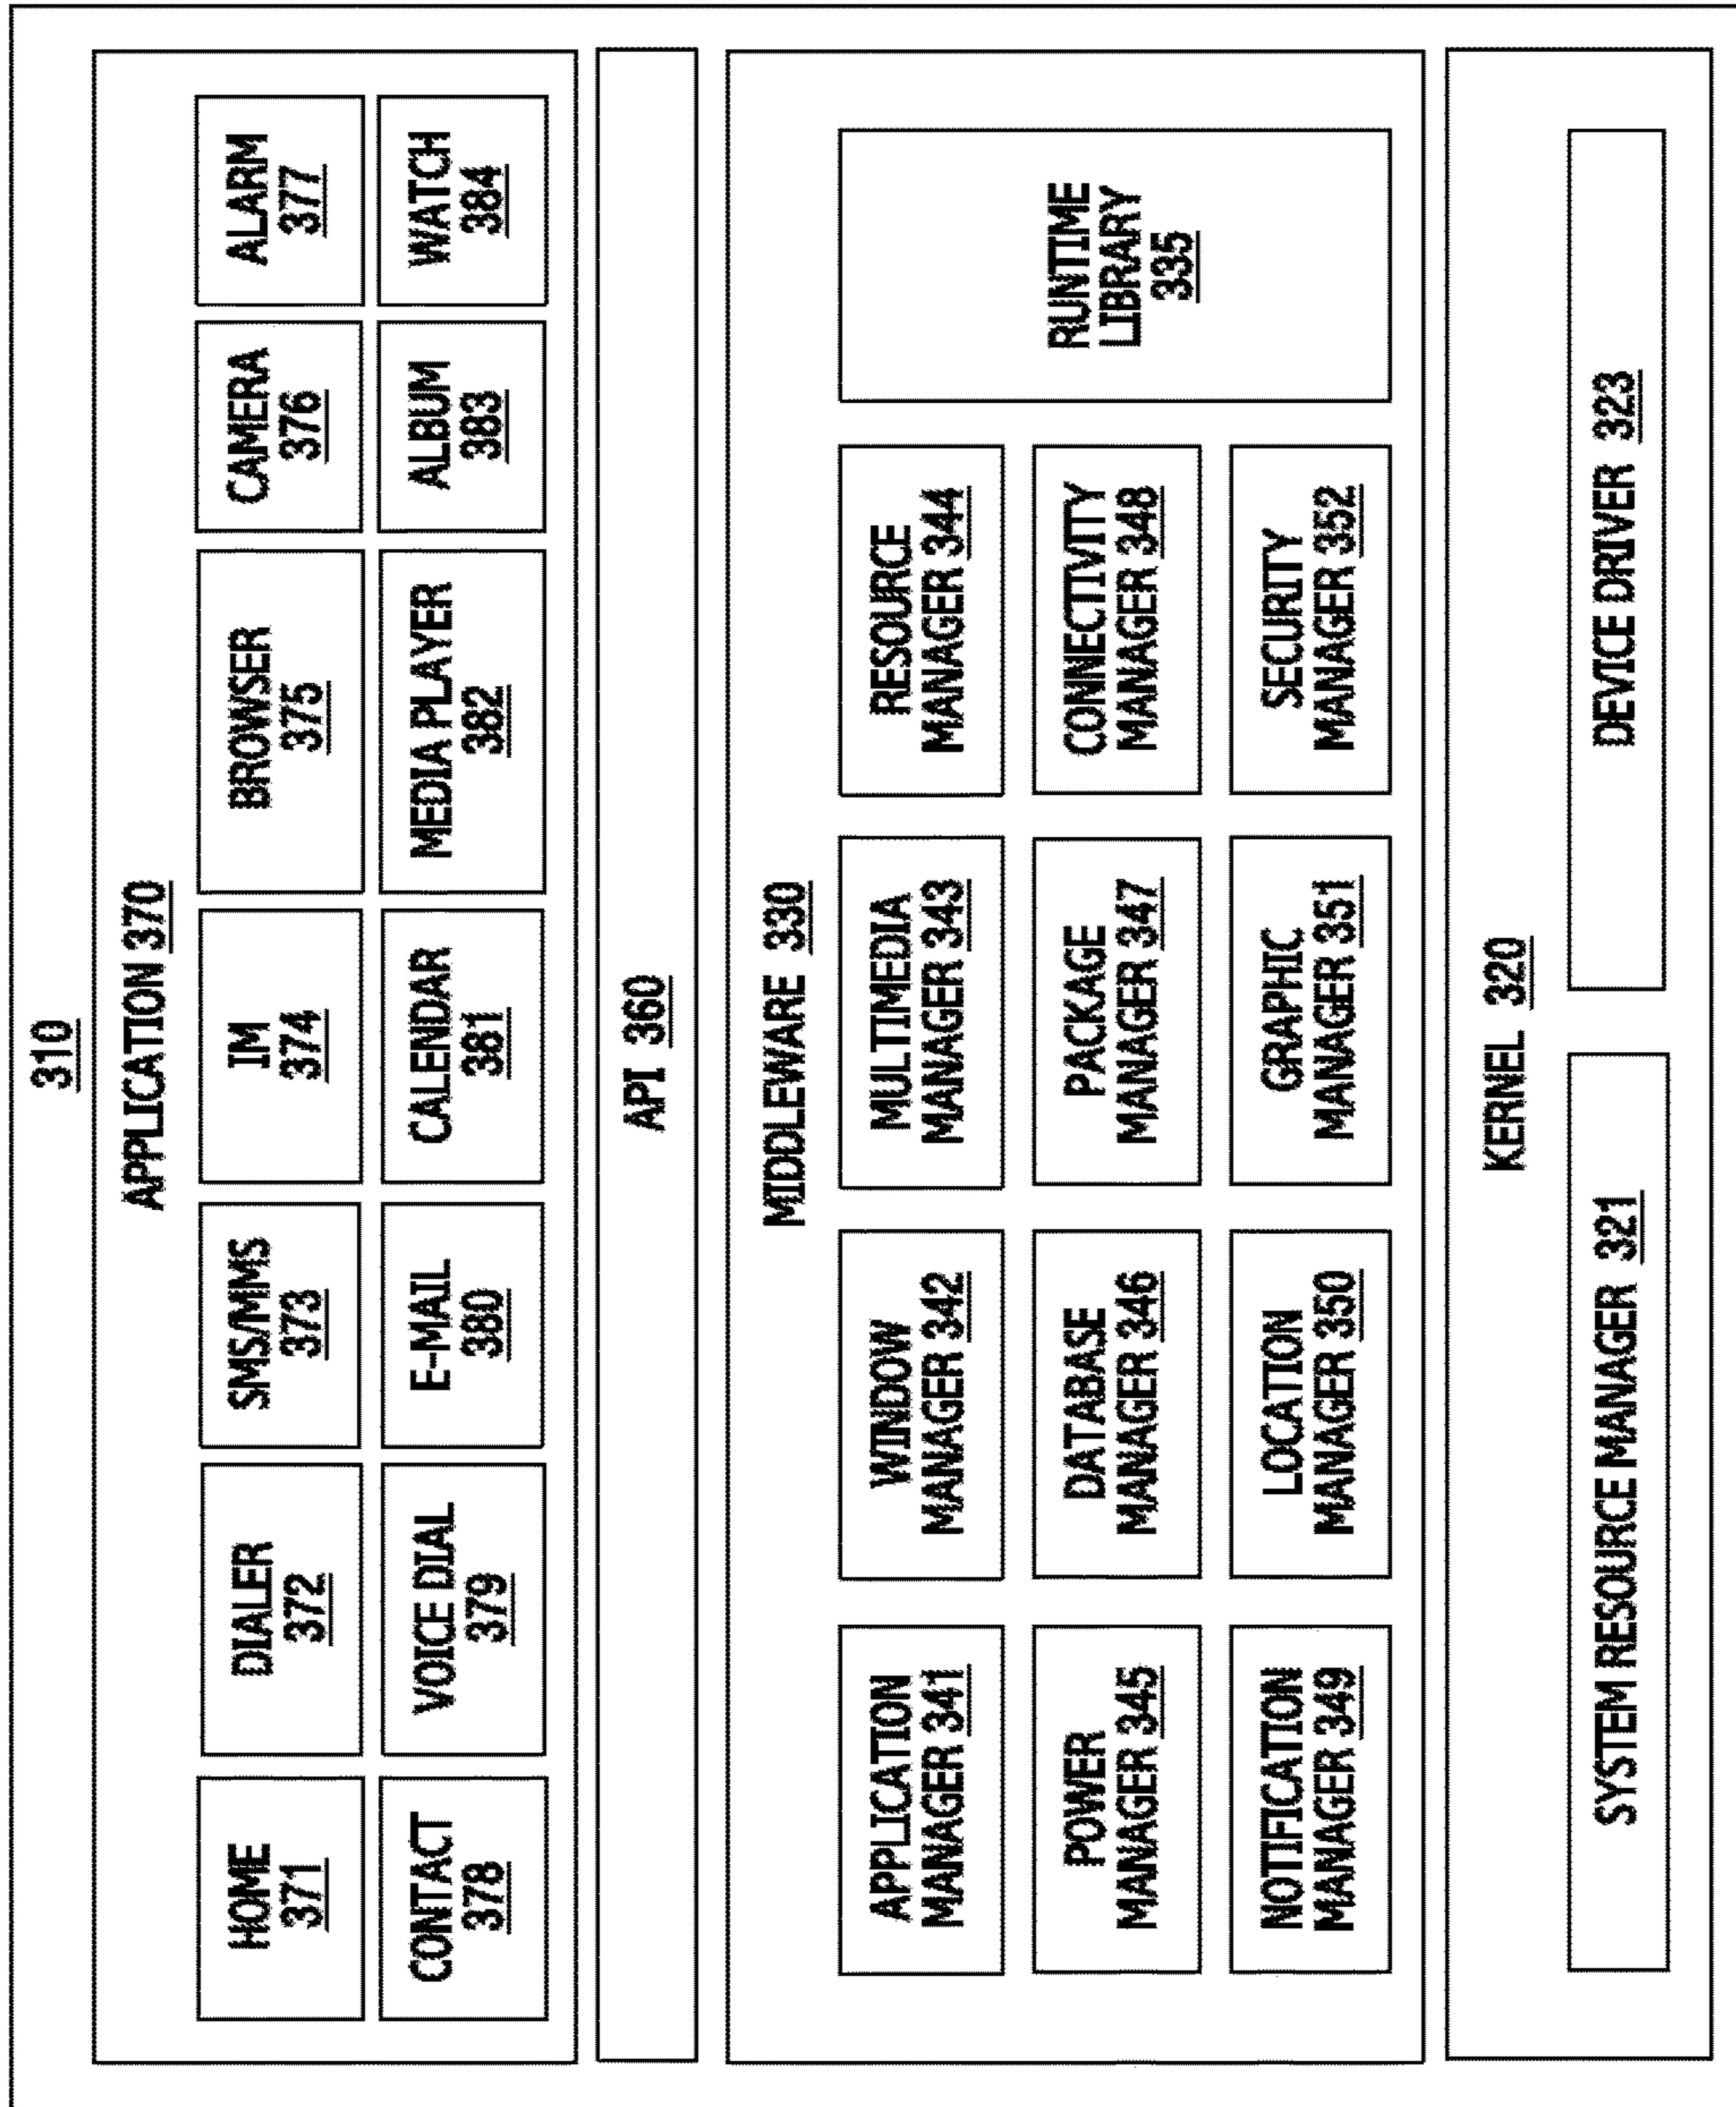 310
APPLICATION 370
HOME
371
DIALER
372
SMS/MMS
373
IM
374
BROWSER
375
CAMERA
376
ALARM
377
CONTACT
378
VOICE DIAL
379
E-MAIL
380
CALENDAR
381
MEDIA PLAYER
382
ALBUM
383
WATCH
384
API 360
MIDDLEWARE 330
APPLICATION
MANAGER 341
WINDOW
MANAGER 342
MULTIMEDIA
MANAGER 343
RESOURCE
MANAGER 344
POWER
MANAGER 345
DATABASE
MANAGER 346
PACKAGE
MANAGER 347
CONNECTIVITY
MANAGER 348
NOTIFICATION
MANAGER 349
LOCATION
MANAGER 350
GRAPHIC
MANAGER 351
SECURITY
MANAGER 352
RUNTIME
LIBRARY
335
KERNEL 320
SYSTEM RESOURCE MANAGER 321
DEVICE DRIVER 323